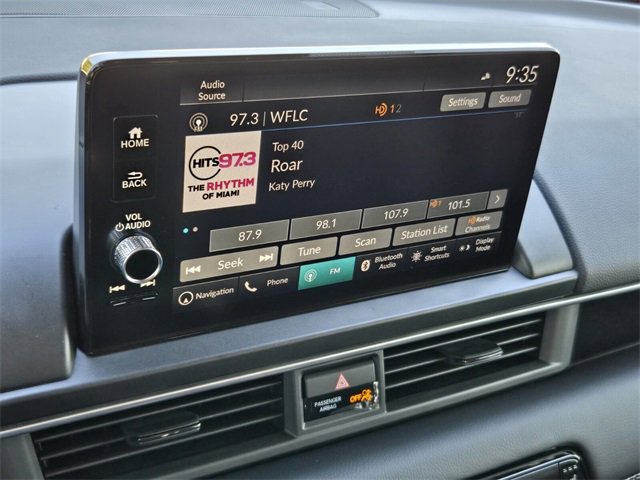 Audio
Source
9:35
97.3 | WFLC
HD 1 2
Settings
Sound
HOME
BACK
VOL
AUDIO
HITS 97.3
THE RHYTHM
OF MIAMI
Top 40
Roar
Katy Perry
87.9
98.1
107.9
HD 1
101.5
Seek
Tune
Scan
Station List
HD Radio
Channels
Navigation
Phone
FM
Bluetooth
Audio
Smart
Shortcuts
Display
Mode
PASSENGER
AIRBAG
OFF